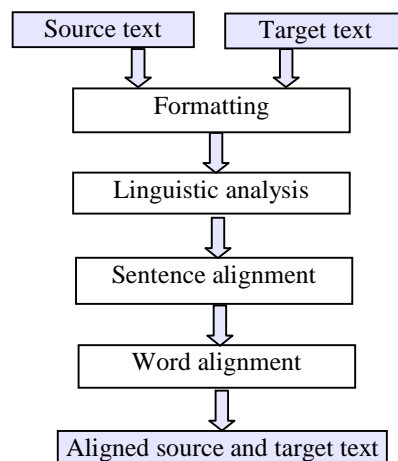 Source text
Target text
Formatting
Linguistic analysis
Sentence alignment
Word alignment
Aligned source and target text